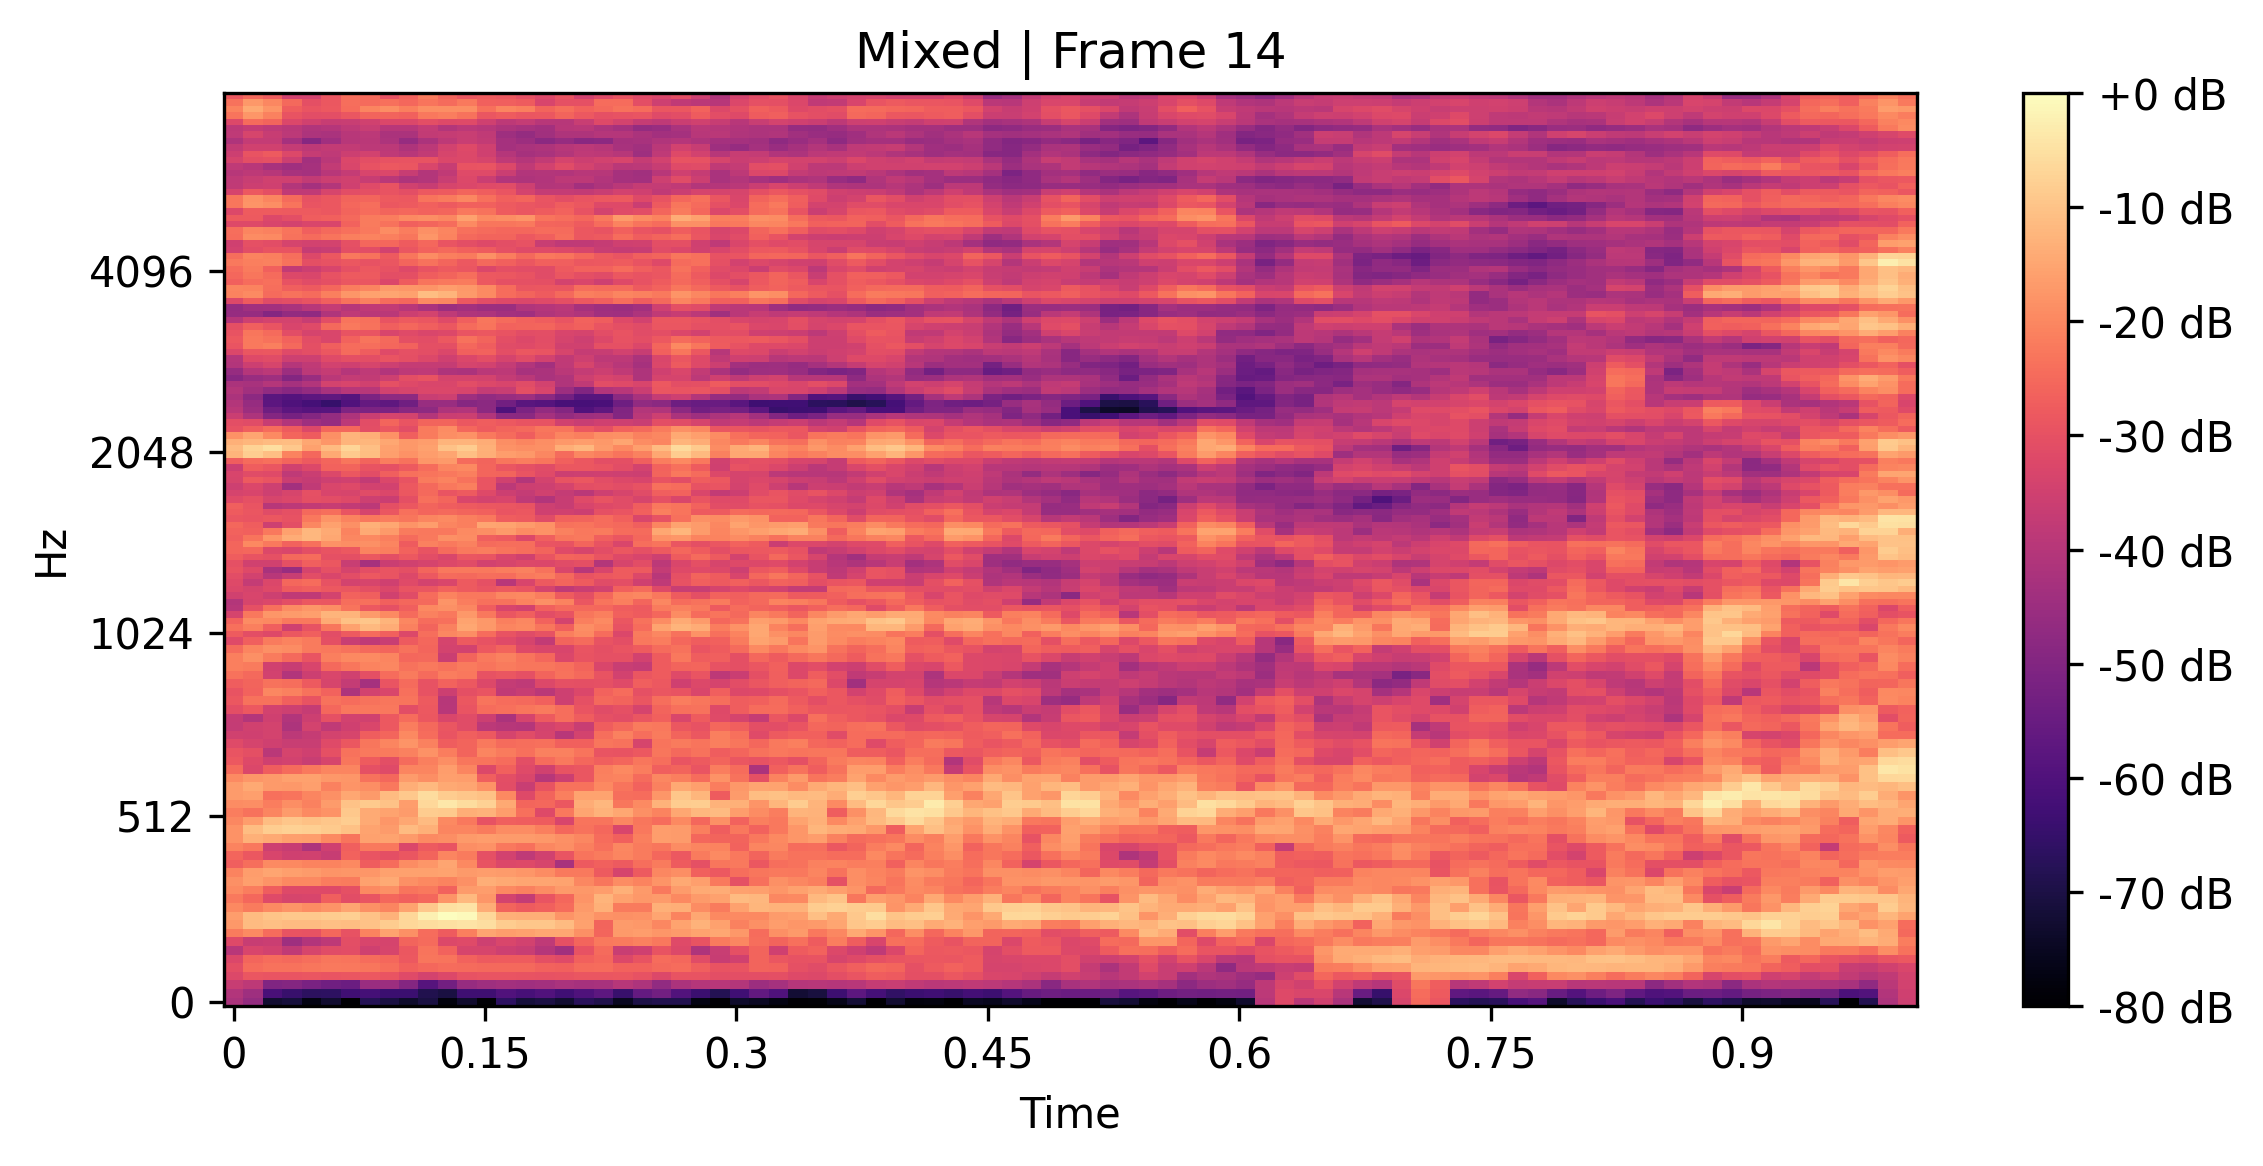 Mixed | Frame 14
+0 dB
-10 dB
-20 dB
-30 dB
-40 dB
-50 dB
-60 dB
-70 dB
-80 dB
Hz
4096
2048
1024
512
0
0 0.15 0.3 0.45 0.6 0.75 0.9
Time